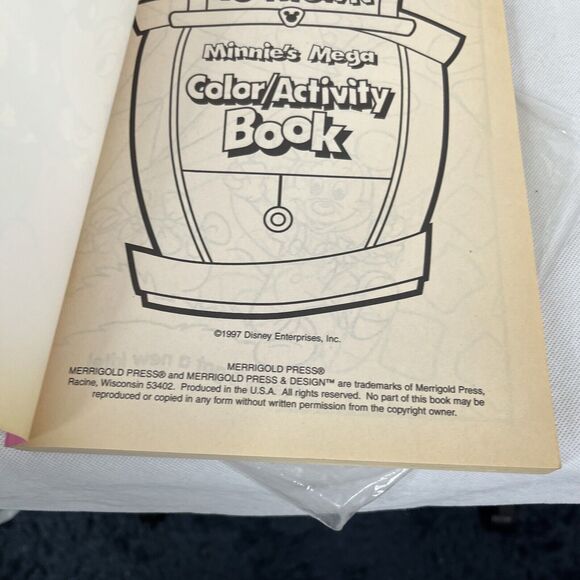 Minnie's Mega
Color/Activity
Book
©1997 Disney Enterprises, Inc.
MERRIGOLD PRESS®
MERRIGOLD PRESS® and MERRIGOLD PRESS & DESIGN™ are trademarks of Merrigold Press,
Racine, Wisconsin 53402. Produced in the U.S.A. All rights reserved. No part of this book may be
reproduced or copied in any form without written permission from the copyright owner.